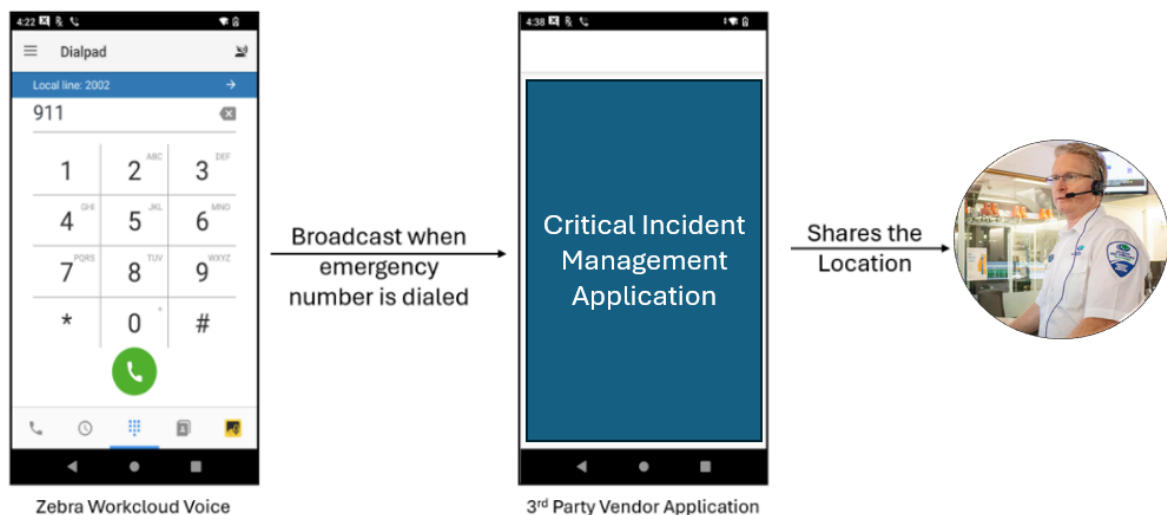 4:22
Dialpad
Local line: 2002
911
1
2 ABC
3 DEF
4 GHI
5 JKL
6 MNO
7 PQRS
8 TUV
9 WXYZ
*
0 +
#
Zebra Workcloud Voice
Broadcast when
emergency
number is dialed
4:38
Critical Incident
Management
Application
3rd Party Vendor Application
Shares the
Location